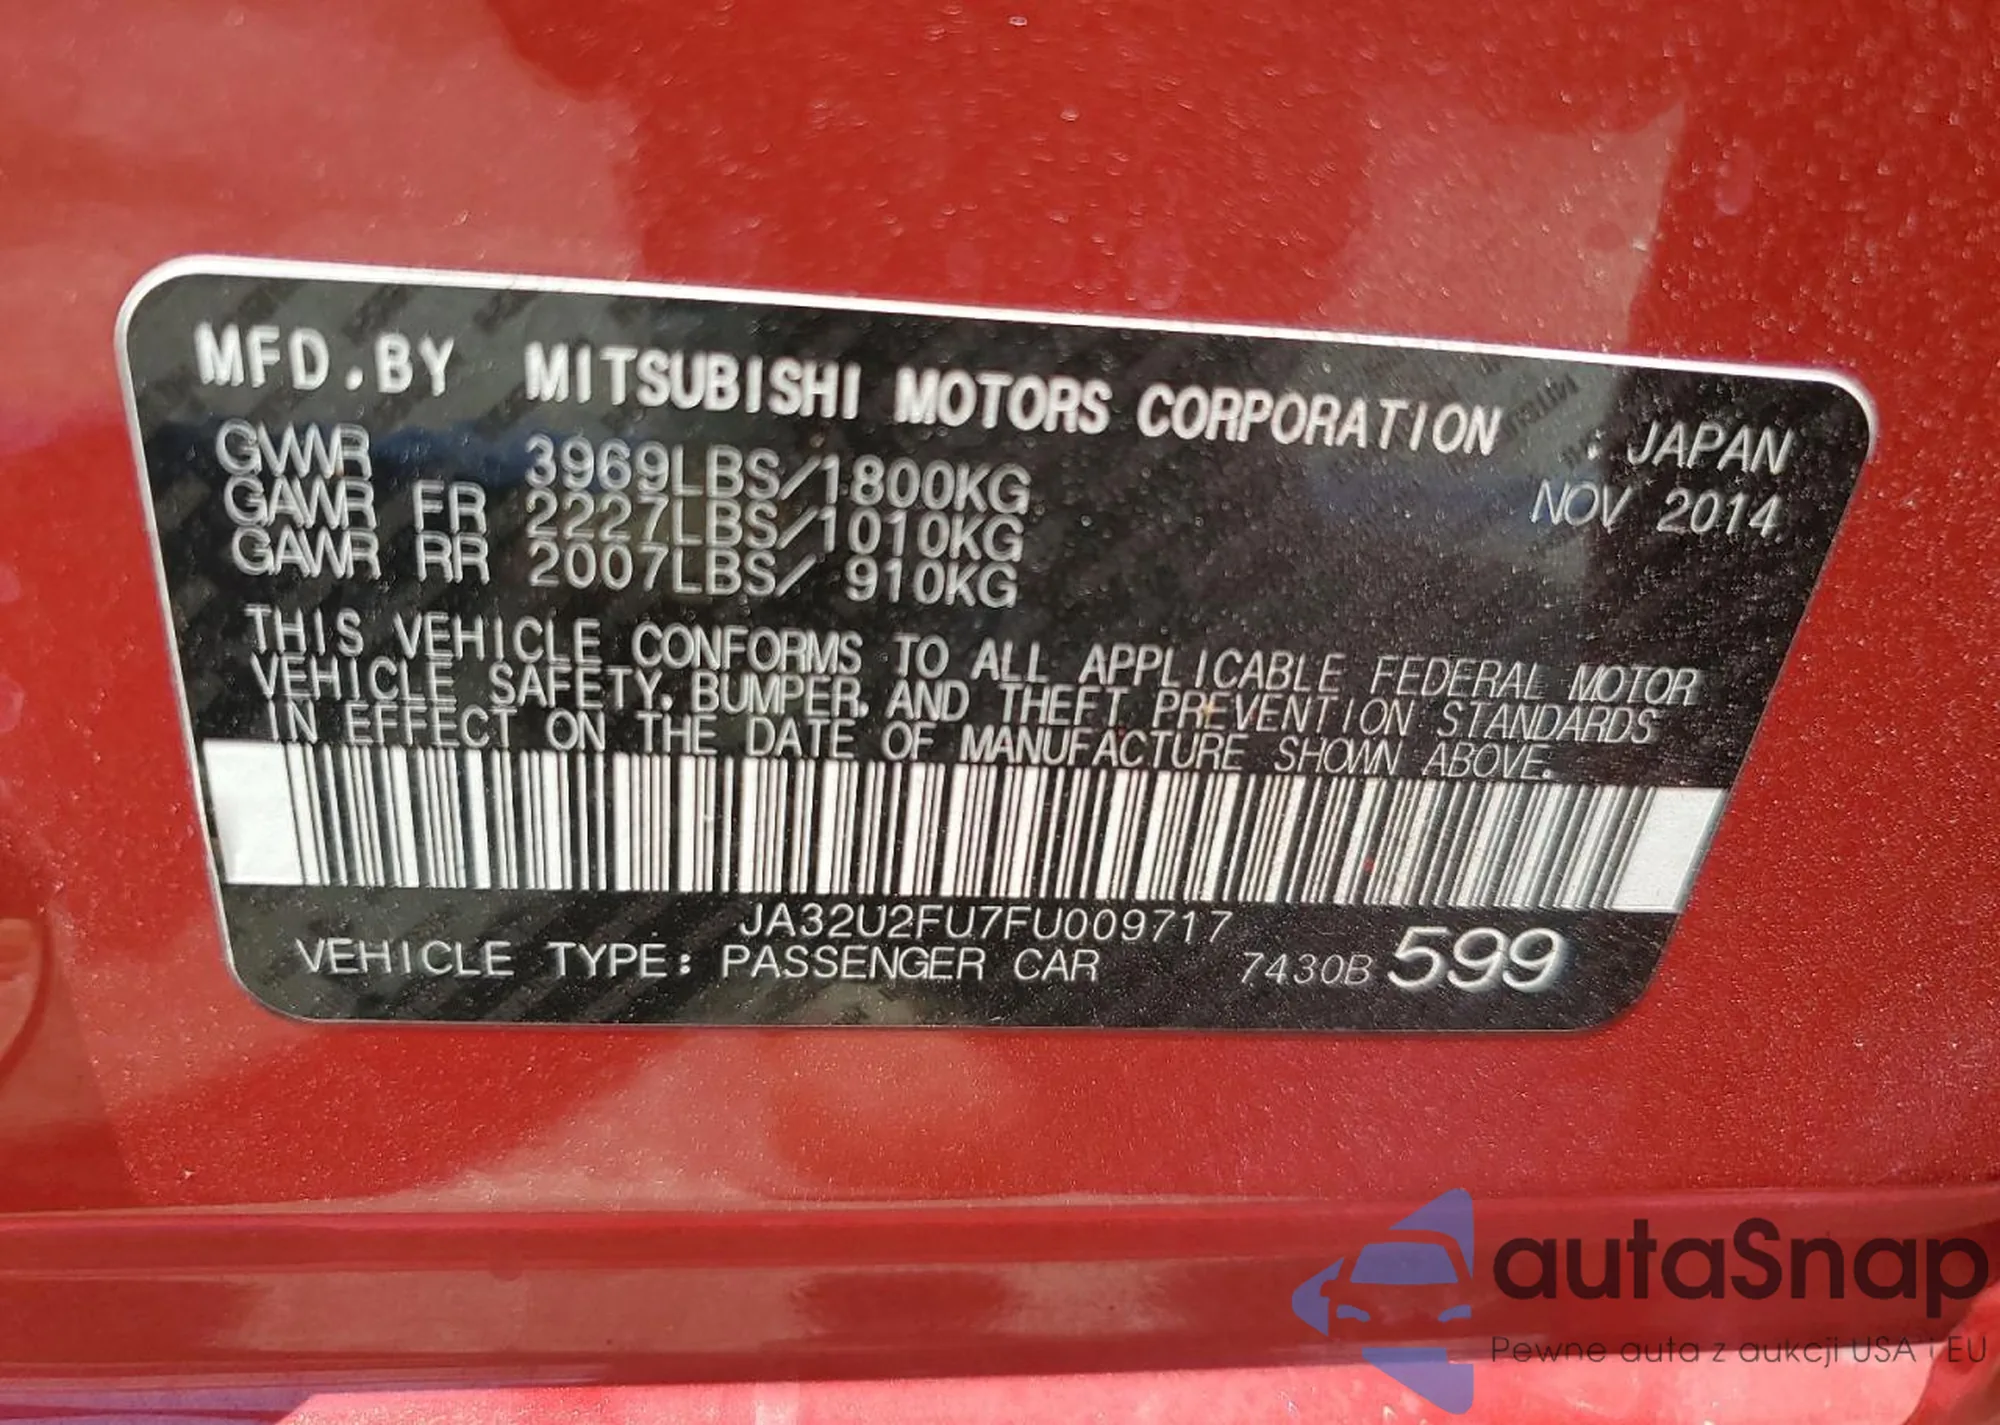 MFD.BY MITSUBISHI MOTORS CORPORATION : JAPAN
GVWR 3969LBS/1800KG NOV 2014
GAWR FR 2227LBS/1010KG
GAWR RR 2007LBS/ 910KG
THIS VEHICLE CONFORMS TO ALL APPLICABLE FEDERAL MOTOR
VEHICLE SAFETY, BUMPER, AND THEFT PREVENTION STANDARDS
IN EFFECT ON THE DATE OF MANUFACTURE SHOWN ABOVE.
JA32U2FU7FU009717
VEHICLE TYPE: PASSENGER CAR 7430B 599
autaSnap
Pewne auta z aukcji USA i EU